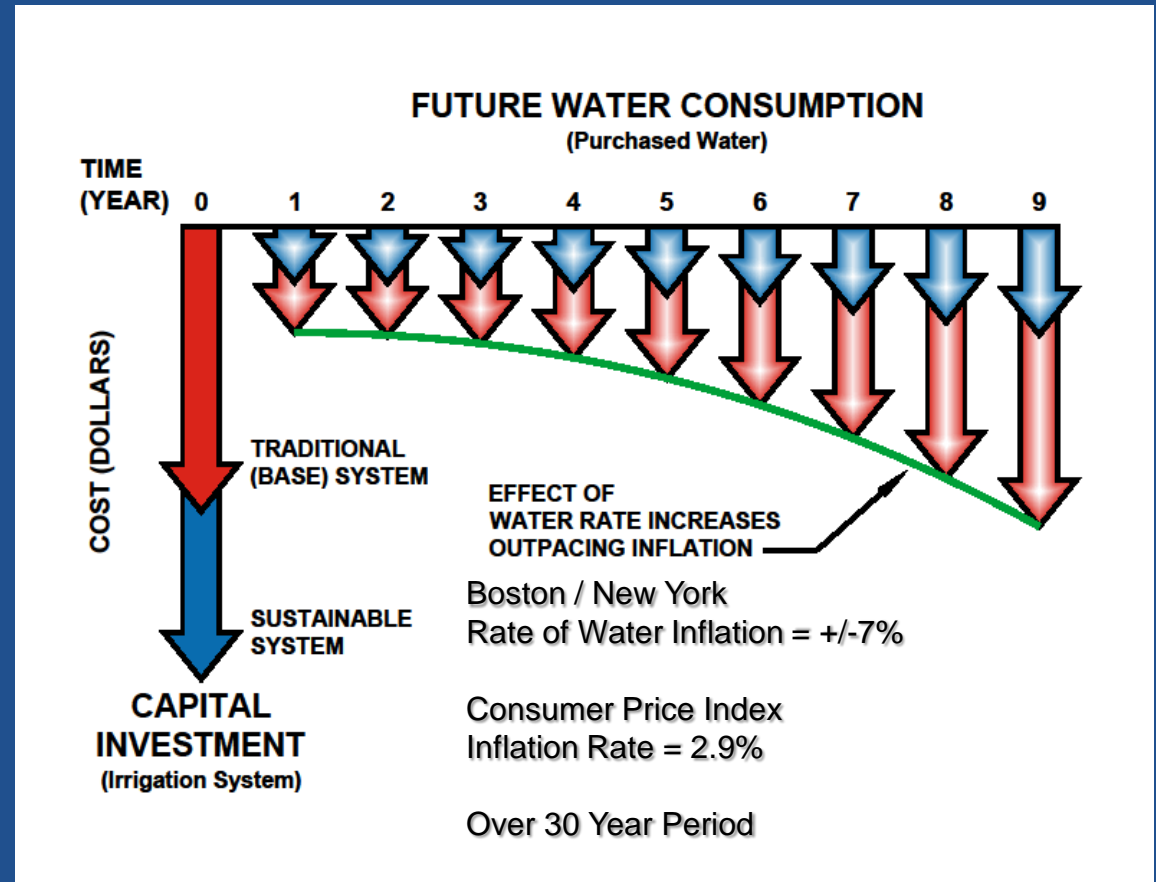 FUTURE WATER CONSUMPTION
(Purchased Water)
TIME
(YEAR) 0 1 2 3 4 5 6 7 8 9
COST (DOLLARS)
TRADITIONAL
(BASE) SYSTEM
EFFECT OF
WATER RATE INCREASES
OUTPACING INFLATION
Boston / New York
Rate of Water Inflation = +/-7%
SUSTAINABLE
SYSTEM
CAPITAL
INVESTMENT
(Irrigation System)
Consumer Price Index
Inflation Rate = 2.9%
Over 30 Year Period